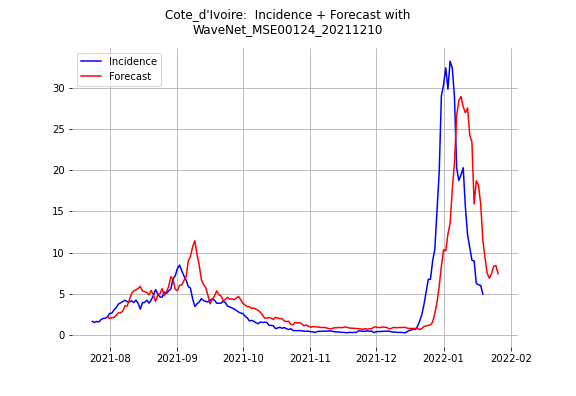 Cote_d'Ivoire:  Incidence + Forecast with
WaveNet_MSE00124_20211210
Incidence
Forecast
30
25
20
15
10
5
0
2021-08 2021-09 2021-10 2021-11 2021-12 2022-01 2022-02